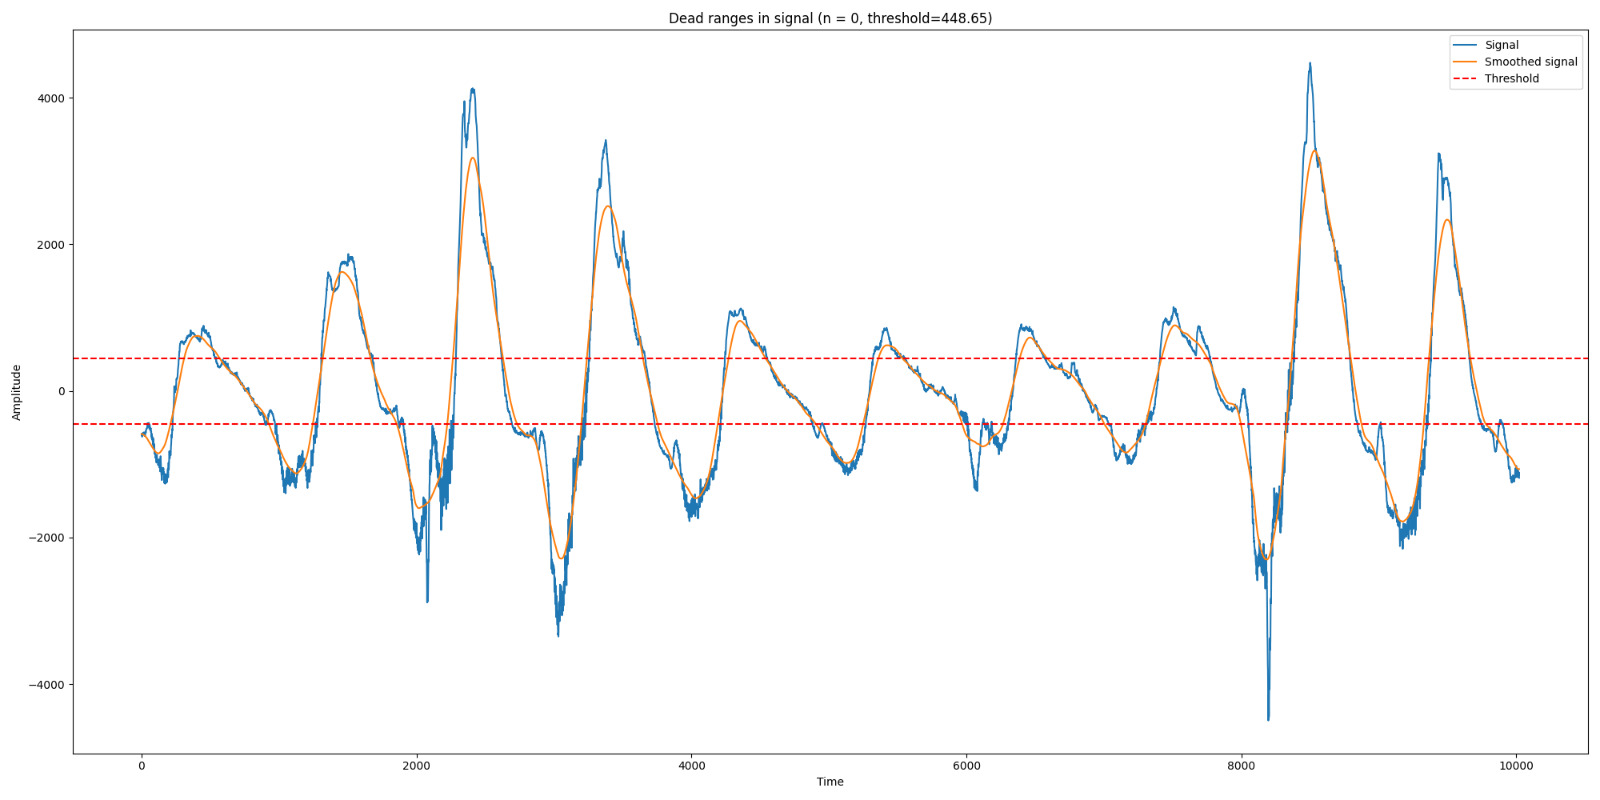 Dead ranges in signal (n = 0, threshold=448.65)
Signal
Smoothed signal
Threshold
Amplitude
4000
2000
0
−2000
−4000
0 2000 4000 6000 8000 10000
Time